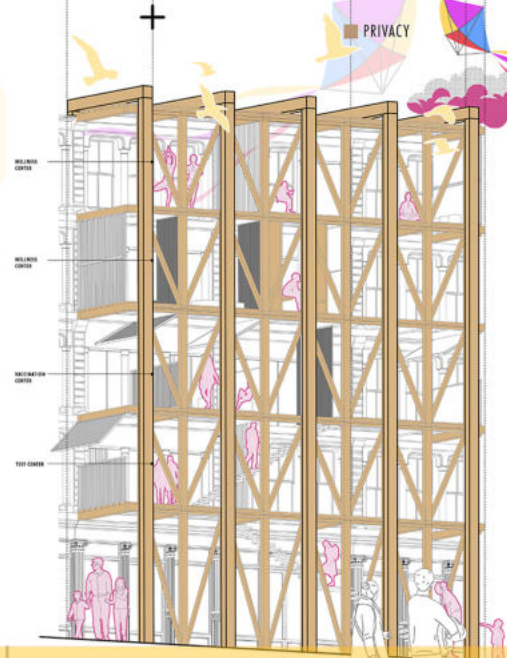 PRIVACY
WELLNESS
CENTER
WELLNESS
CENTER
VACCINATION
CENTER
TEST CENTER